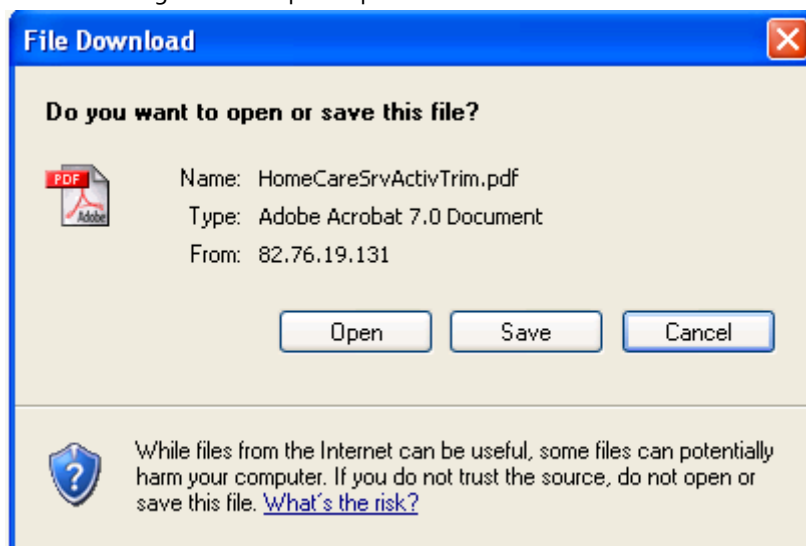 File Download
Do you want to open or save this file?
PDF
Adobe
Name: HomeCareSrvActivTrim.pdf
Type: Adobe Acrobat 7.0 Document
From: 82.76.19.131
Open Save Cancel
While files from the Internet can be useful, some files can potentially
harm your computer. If you do not trust the source, do not open or
save this file. What's the risk?